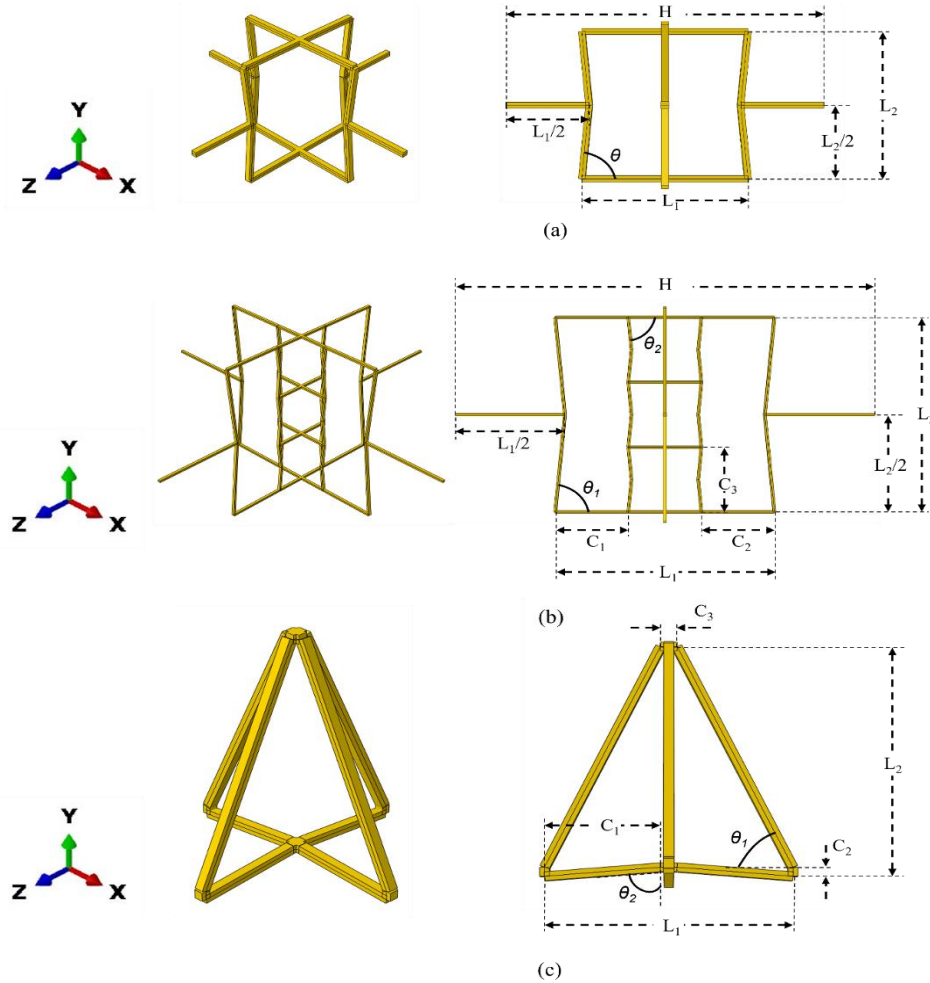 H
Y
Z
X
L₁/2
θ
L₂
L₂/2
L₁
(a)
H
θ₂
Y
Z
X
L₁/2
θ₁
C₃
L₂/2
C₁
C₂
L₁
(b)
C₃
Y
Z
X
C₁
θ₁
θ₂
L₂
C₂
L₁
(c)